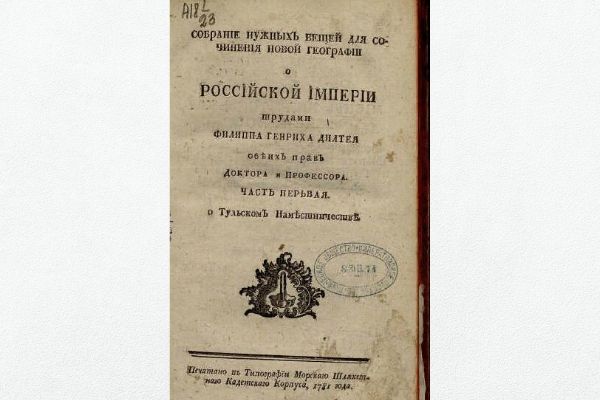 А18 1/23
СОБРАНІЕ НУЖНЫХЪ ВЕЩЕЙ ДЛЯ СО-
ЧИНЕНІЯ НОВОЙ ГЕОГРАФІИ
О
РОССІЙСКОЙ ІМПЕРІИ
трудами
ФИЛИППА ГЕНРИХА ДИЛТЕЯ
обѣихъ правъ
ДОКТОРА и ПРОФЕССОРА.
ЧАСТЬ ПЕРЬВАЯ.
о Тульскомъ Намѣстничествѣ.
Печатано въ Типографіи Морскаго Шляхет-
наго Кадетскаго Корпуса, 1781 года.